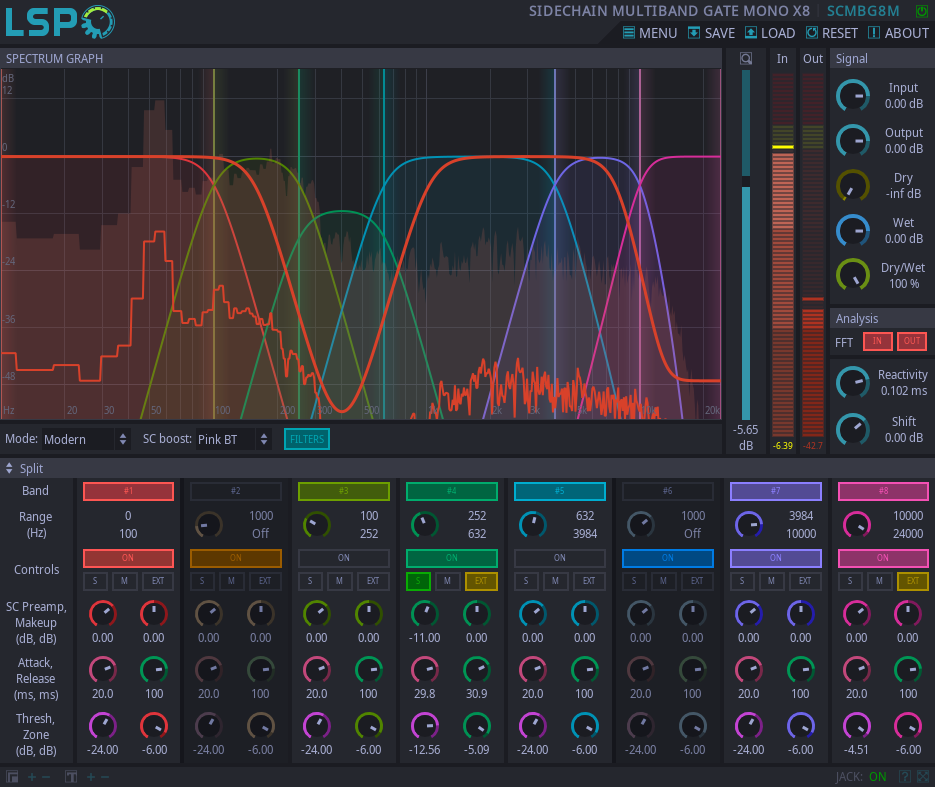 LSP
SIDECHAIN MULTIBAND GATE MONO X8 SCMBG8M
MENU SAVE LOAD RESET ABOUT
SPECTRUM GRAPH
In Out
Signal
dB
12
0
-12
-24
-36
-48
Hz 20 30 50 100 200 500 2k 20k
Input
0.00 dB
Output
0.00 dB
Dry
-inf dB
Wet
0.00 dB
Dry/Wet
100 %
Analysis
FFT IN OUT
Reactivity
0.102 ms
Shift
0.00 dB
-5.65
dB
-6.39 -42.7
Mode: Modern SC boost: Pink BT FILTERS
Split
Band #1 #2 #3 #4 #5 #6 #7 #8
Range 0 1000 100 252 632 1000 3984 10000
(Hz) 100 Off 252 632 3984 Off 10000 24000
Controls
ON ON ON ON ON ON ON ON
S M EXT S M EXT S M EXT S M EXT S M EXT S M EXT S M EXT S M EXT
SC Preamp,
Makeup
(dB, dB)
0.00 0.00 0.00 0.00 0.00 0.00 -11.00 0.00 0.00 0.00 0.00 0.00 0.00 0.00 0.00 0.00
Attack,
Release
(ms, ms)
20.0 100 20.0 100 20.0 100 29.8 30.9 20.0 100 20.0 100 20.0 100 20.0 100
Thresh,
Zone
(dB, dB)
-24.00 -6.00 -24.00 -6.00 -24.00 -6.00 -12.56 -5.09 -24.00 -6.00 -24.00 -6.00 -24.00 -6.00 -4.51 -6.00
JACK: ON